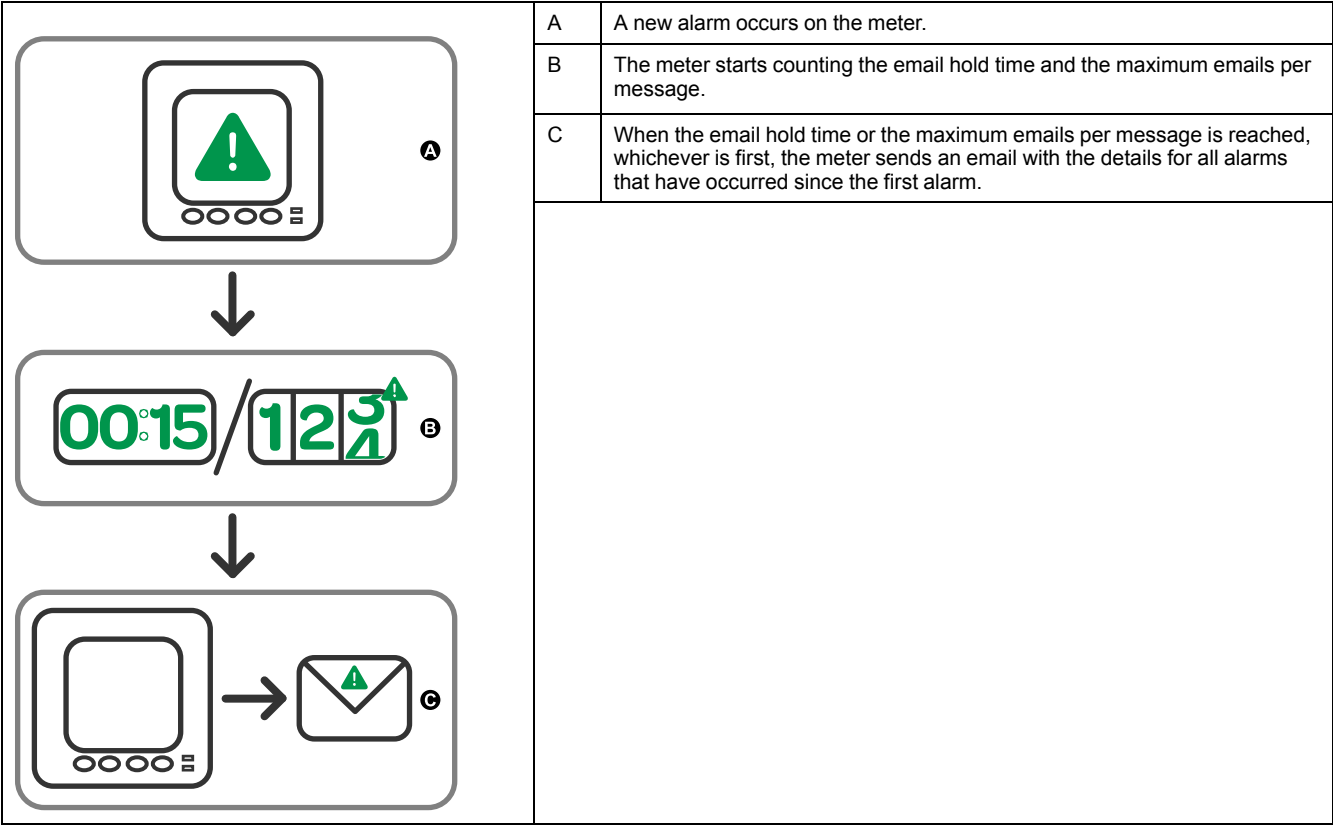 A
A new alarm occurs on the meter.
B
The meter starts counting the email hold time and the maximum emails per
message.
C
When the email hold time or the maximum emails per message is reached,
whichever is first, the meter sends an email with the details for all alarms
that have occurred since the first alarm.
!
A
00:15 / 12 3
4
!
B
!
C